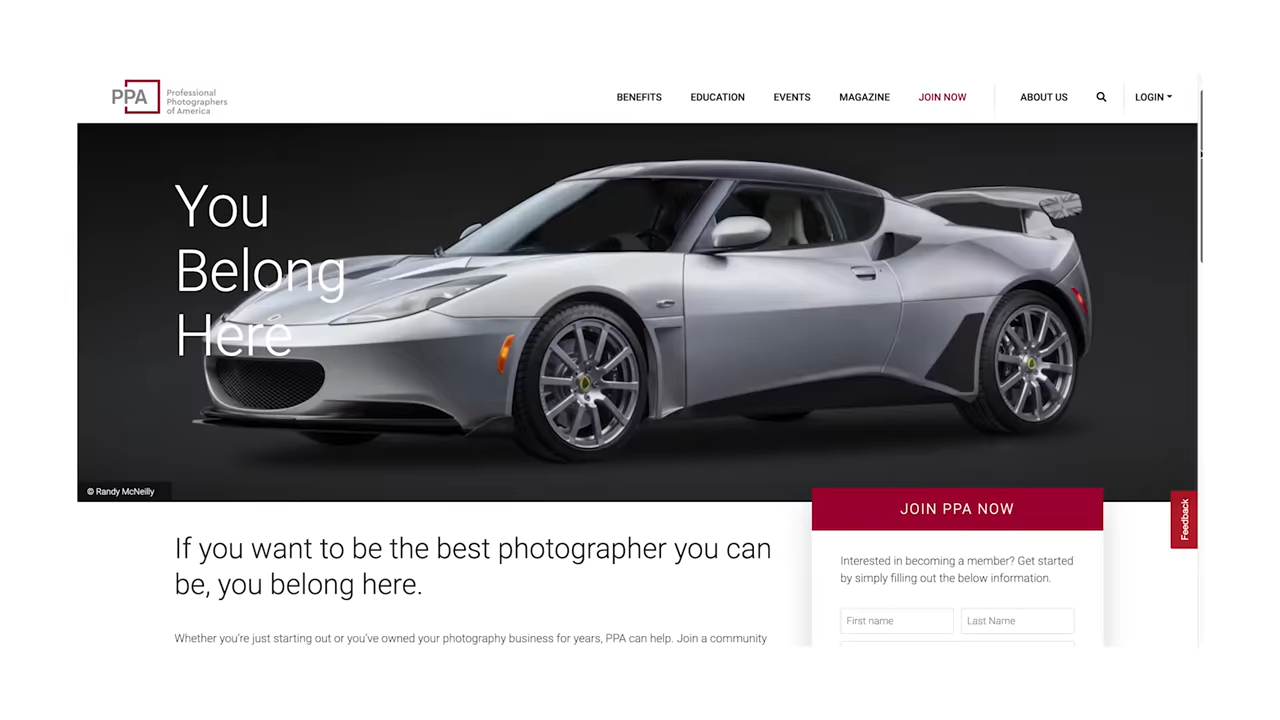 PPA
Professional
Photographers
of America
BENEFITS
EDUCATION
EVENTS
MAGAZINE
JOIN NOW
ABOUT US
LOGIN
You
Belong
Here
© Randy McNeilly
Feedback
If you want to be the best photographer you can
be, you belong here.
Whether you're just starting out or you've owned your photography business for years, PPA can help. Join a community
JOIN PPA NOW
Interested in becoming a member? Get started
by simply filling out the below information.
First name
Last Name